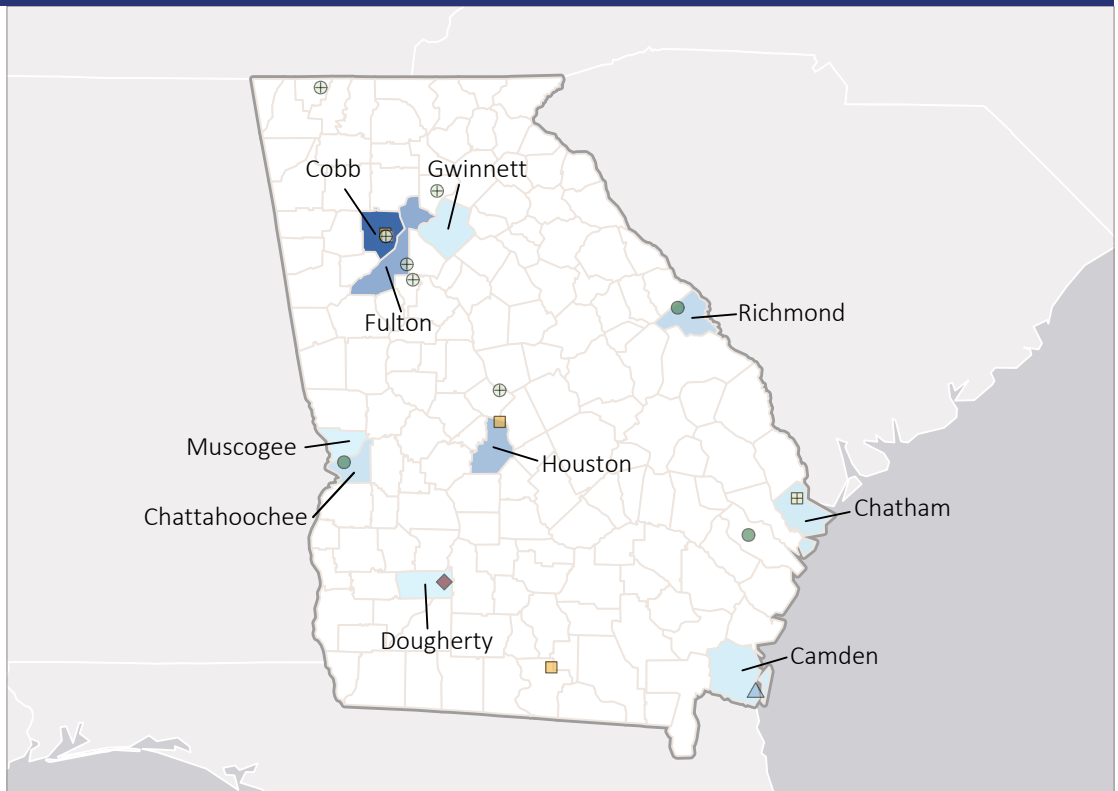 Cobb
Gwinnett
Fulton
Richmond
Muscogee
Houston
Chattahoochee
Chatham
Dougherty
Camden